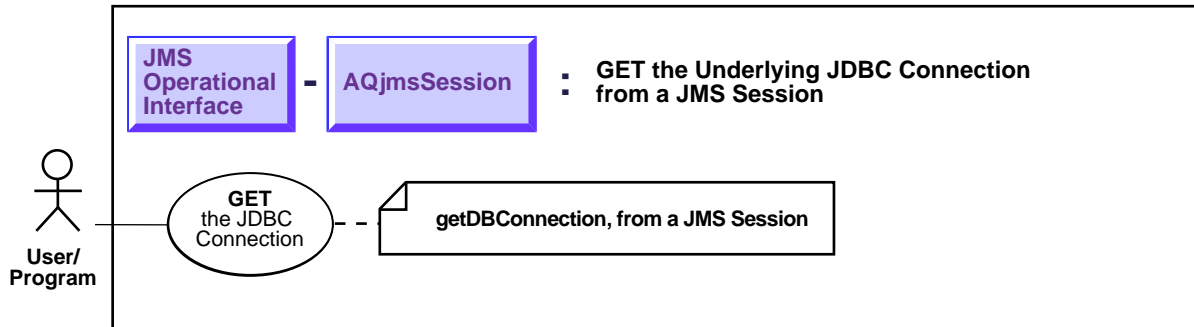 JMS
Operational
Interface
-
AQjmsSession
:
GET the Underlying JDBC Connection
from a JMS Session
GET
the JDBC
Connection
getDBConnection, from a JMS Session
User/
Program